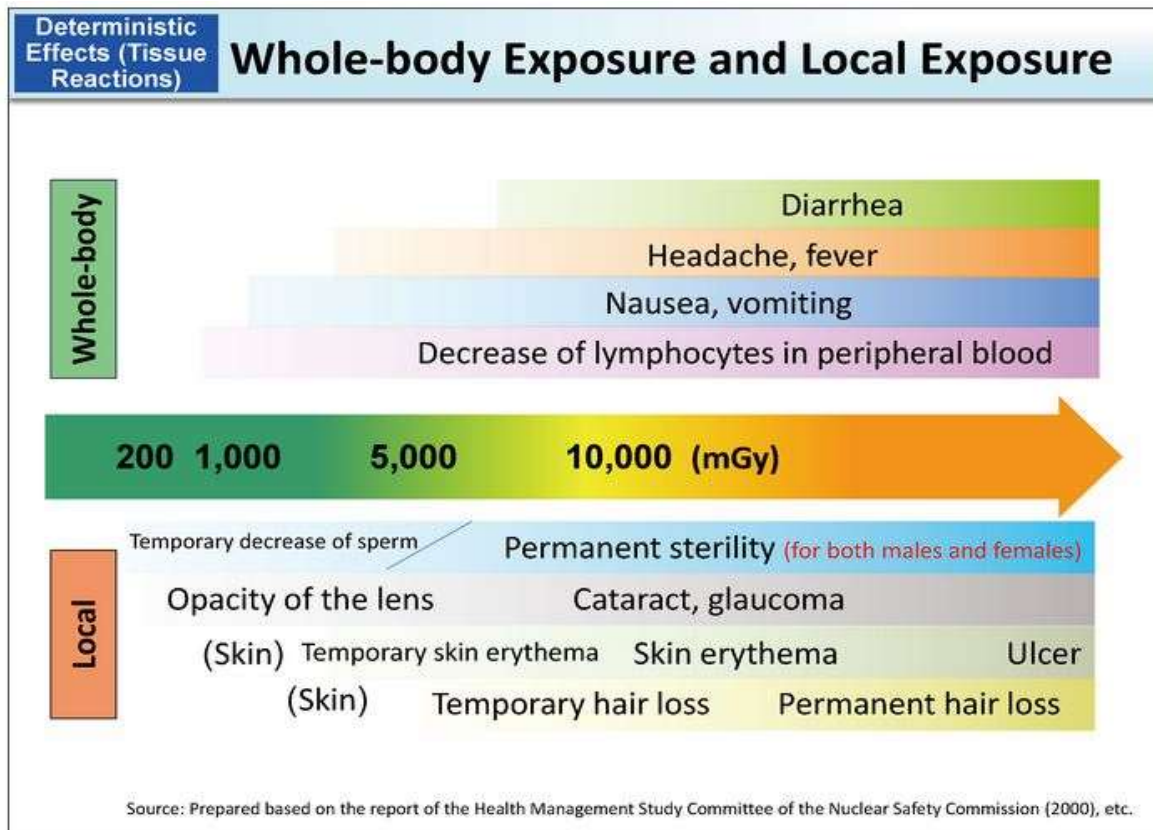 Deterministic
Effects (Tissue
Reactions)
Whole-body Exposure and Local Exposure
Whole-body
Diarrhea
Headache, fever
Nausea, vomiting
Decrease of lymphocytes in peripheral blood
200 1,000 5,000 10,000 (mGy)
Local
Temporary decrease of sperm Permanent sterility (for both males and females)
Opacity of the lens Cataract, glaucoma
(Skin) Temporary skin erythema Skin erythema Ulcer
(Skin) Temporary hair loss Permanent hair loss
Source: Prepared based on the report of the Health Management Study Committee of the Nuclear Safety Commission (2000), etc.